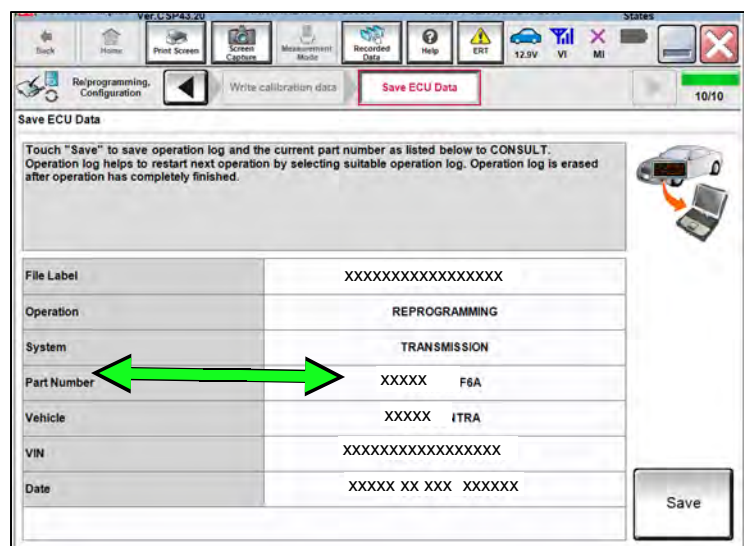 Ver.CSP43.20
States
Back
Home
Print Screen
Screen Capture
Measurement Mode
Recorded Data
Help
ERT
12.9V
VI
MI
Re/programming, Configuration
Write calibration data
Save ECU Data
10/10
Save ECU Data
Touch "Save" to save operation log and the current part number as listed below to CONSULT.
Operation log helps to restart next operation by selecting suitable operation log. Operation log is erased
after operation has completely finished.
File Label XXXXXXXXXXXXXXXXX
Operation REPROGRAMMING
System TRANSMISSION
Part Number XXXXX F6A
Vehicle XXXXX NTRA
VIN XXXXXXXXXXXXXXXXX
Date XXXXX XX XXX XXXXXX
Save